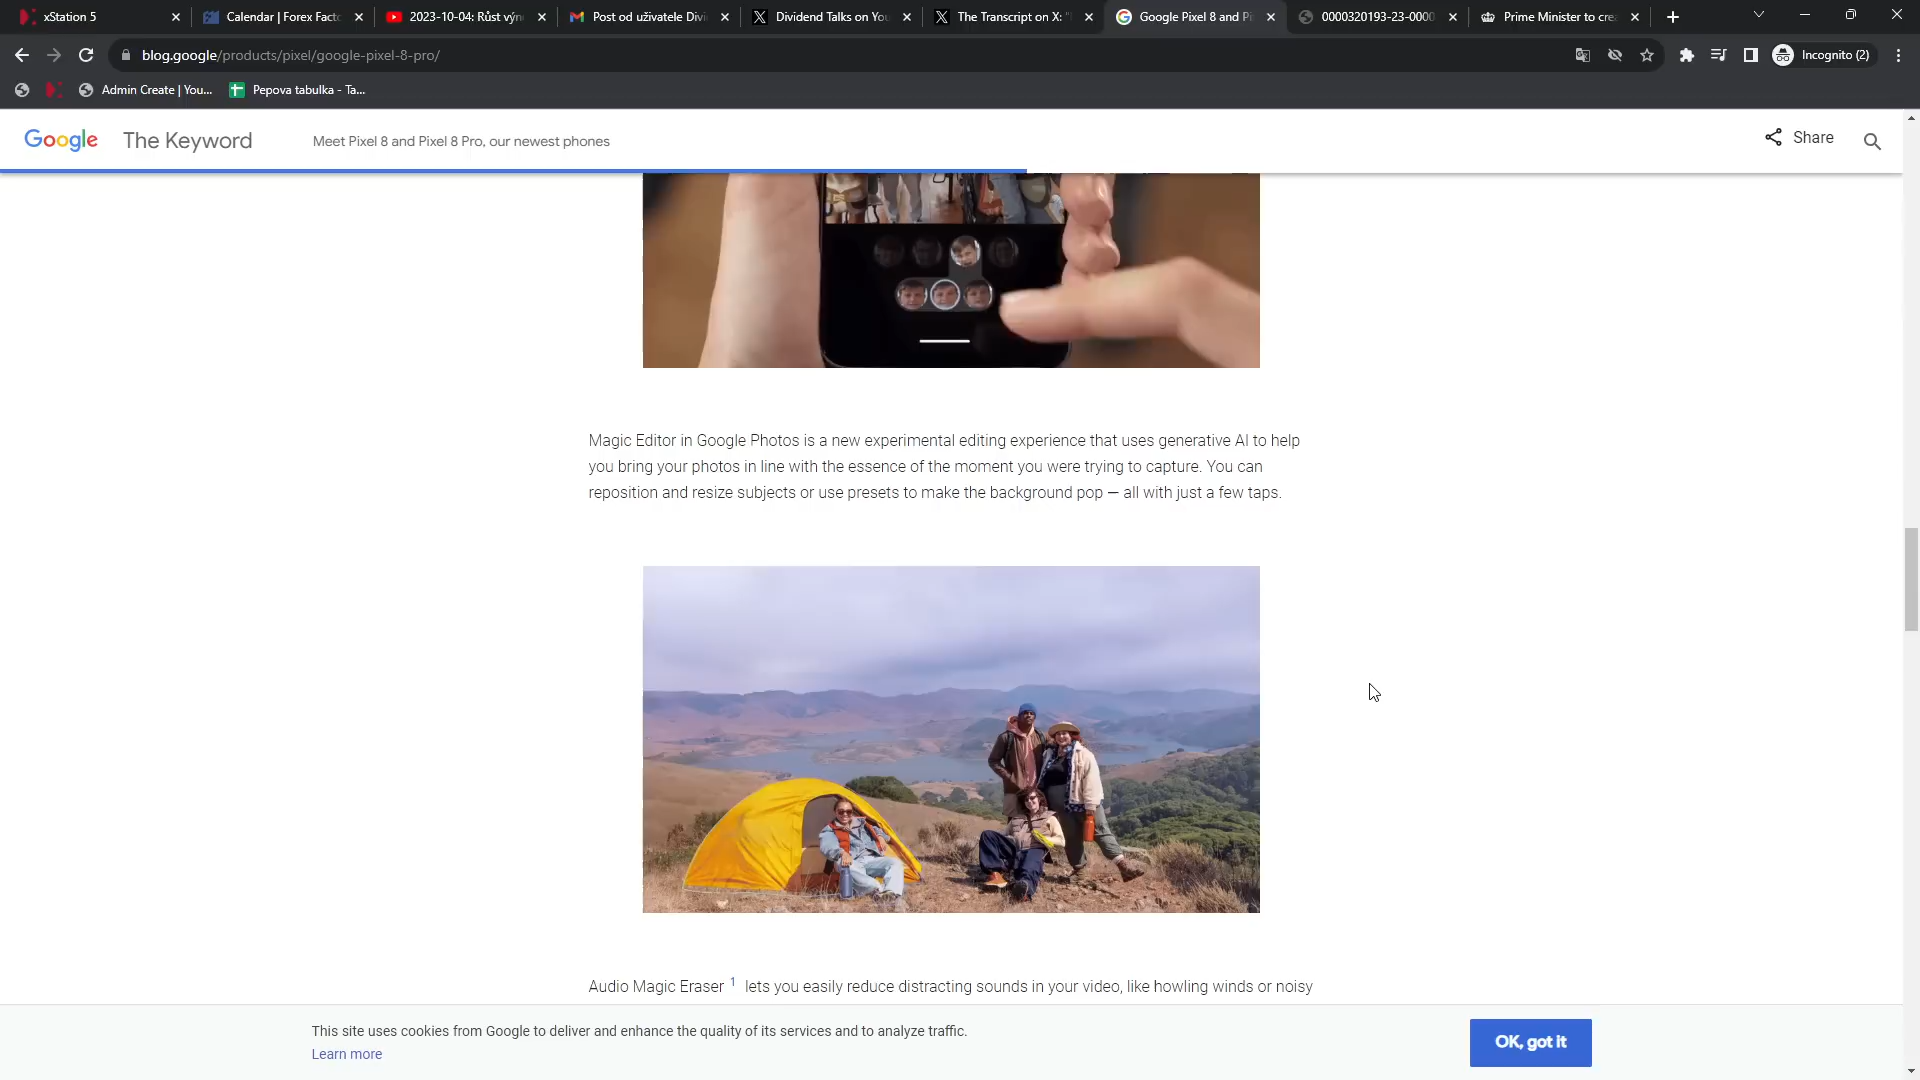 xStation 5
Calendar | Forex Facto
2023-10-04: Růst výn
Post od uživatele Divi
Dividend Talks on You
The Transcript on X: "
Google Pixel 8 and Pi
0000320193-23-0000
Prime Minister to crea
blog.google/products/pixel/google-pixel-8-pro/
Incognito (2)
Admin Create | You...
Pepova tabulka - Ta...
Google The Keyword
Meet Pixel 8 and Pixel 8 Pro, our newest phones
Share
Magic Editor in Google Photos is a new experimental editing experience that uses generative AI to help
you bring your photos in line with the essence of the moment you were trying to capture. You can
reposition and resize subjects or use presets to make the background pop — all with just a few taps.
Audio Magic Eraser 1 lets you easily reduce distracting sounds in your video, like howling winds or noisy
This site uses cookies from Google to deliver and enhance the quality of its services and to analyze traffic.
Learn more
OK, got it